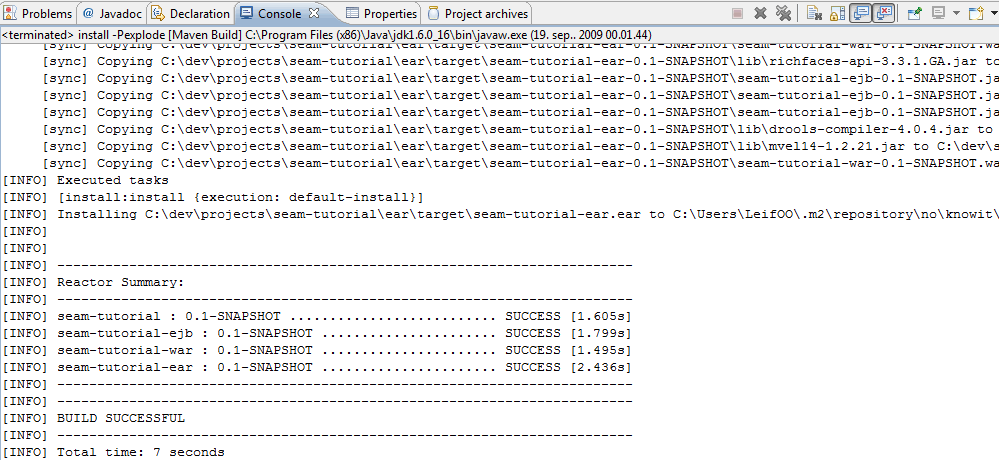 Problems @ Javadoc Declaration Console Properties Project archives
<terminated> install -Pexplode [Maven Build] C:\Program Files (x86)\Java\jdk1.6.0_16\bin\javaw.exe (19. sep.. 2009 00.01.44)
[sync] Copying C:\dev\projects\seam-tutorial\ear\target\seam-tutorial-ear-0.1-SNAPSHOT\seam-tutorial-war-0.1-SNAPSHOT.wa
[sync] Copying C:\dev\projects\seam-tutorial\ear\target\seam-tutorial-ear-0.1-SNAPSHOT\lib\richfaces-api-3.3.1.GA.jar to
[sync] Copying C:\dev\projects\seam-tutorial\ear\target\seam-tutorial-ear-0.1-SNAPSHOT\seam-tutorial-ejb-0.1-SNAPSHOT.ja
[sync] Copying C:\dev\projects\seam-tutorial\ear\target\seam-tutorial-ear-0.1-SNAPSHOT\seam-tutorial-ejb-0.1-SNAPSHOT.ja
[sync] Copying C:\dev\projects\seam-tutorial\ear\target\seam-tutorial-ear-0.1-SNAPSHOT\seam-tutorial-ejb-0.1-SNAPSHOT.ja
[sync] Copying C:\dev\projects\seam-tutorial\ear\target\seam-tutorial-ear-0.1-SNAPSHOT\lib\drools-compiler-4.0.4.jar to
[sync] Copying C:\dev\projects\seam-tutorial\ear\target\seam-tutorial-ear-0.1-SNAPSHOT\lib\mvel14-1.2.21.jar to C:\dev\s
[sync] Copying C:\dev\projects\seam-tutorial\ear\target\seam-tutorial-ear-0.1-SNAPSHOT\seam-tutorial-war-0.1-SNAPSHOT.wa
[INFO] Executed tasks
[INFO] [install:install {execution: default-install}]
[INFO] Installing C:\dev\projects\seam-tutorial\ear\target\seam-tutorial-ear.ear to C:\Users\LeifOO\.m2\repository\no\knowit\
[INFO]
[INFO]
[INFO] ------------------------------------------------------------------------
[INFO] Reactor Summary:
[INFO] ------------------------------------------------------------------------
[INFO] seam-tutorial : 0.1-SNAPSHOT .......................... SUCCESS [1.605s]
[INFO] seam-tutorial-ejb : 0.1-SNAPSHOT ...................... SUCCESS [1.799s]
[INFO] seam-tutorial-war : 0.1-SNAPSHOT ...................... SUCCESS [1.495s]
[INFO] seam-tutorial-ear : 0.1-SNAPSHOT ...................... SUCCESS [2.436s]
[INFO] ------------------------------------------------------------------------
[INFO] ------------------------------------------------------------------------
[INFO] BUILD SUCCESSFUL
[INFO] ------------------------------------------------------------------------
[INFO] Total time: 7 seconds